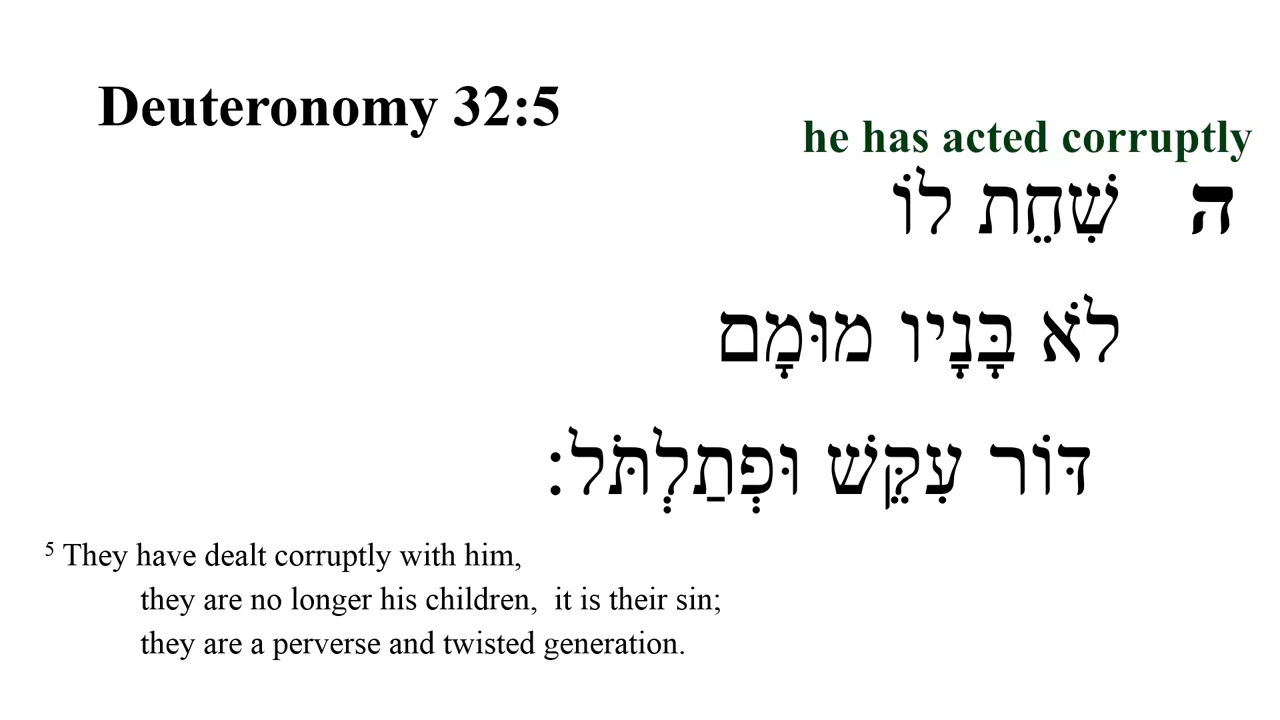 Deuteronomy 32:5
he has acted corruptly
ה שִׁחֵת לוֹ
לֹא בָּנָיו מוּמָם
דּוֹר עִקֵּשׁ וּפְתַלְתֹּל׃
5 They have dealt corruptly with him,
they are no longer his children, it is their sin;
they are a perverse and twisted generation.